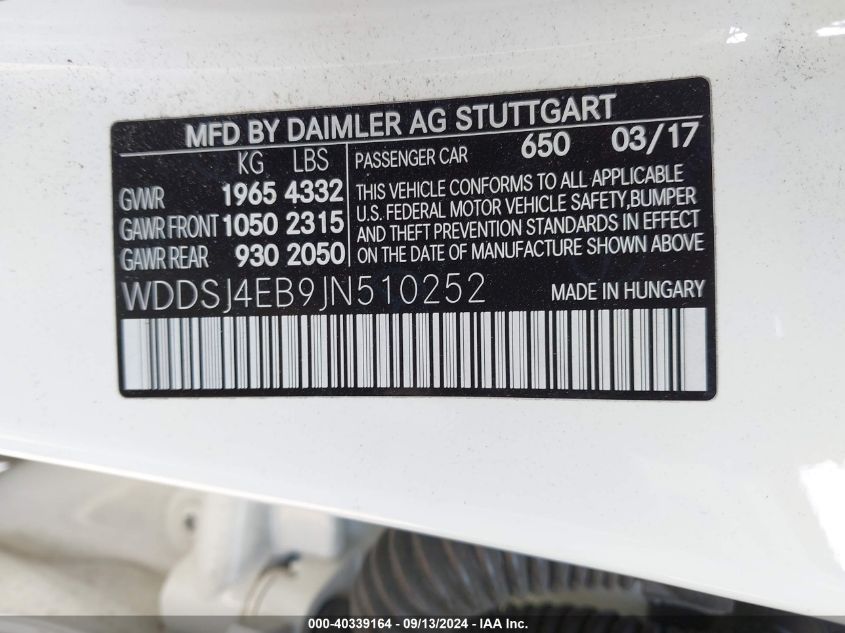 MFD BY DAIMLER AG STUTTGART
KG LBS
GVWR 1965 4332
GAWR FRONT 1050 2315
GAWR REAR 930 2050
PASSENGER CAR 650 03/17
THIS VEHICLE CONFORMS TO ALL APPLICABLE
U.S. FEDERAL MOTOR VEHICLE SAFETY,BUMPER
AND THEFT PREVENTION STANDARDS IN EFFECT
ON THE DATE OF MANUFACTURE SHOWN ABOVE
WDDSJ4EB9JN510252 MADE IN HUNGARY
000-40339164 - 09/13/2024 - IAA Inc.